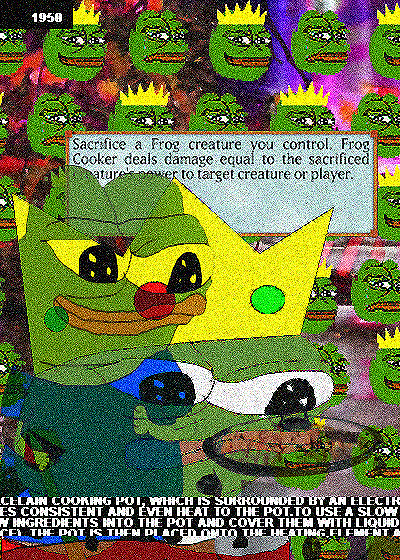 1950
Sacrifice a Frog creature you control. Frog
Cooker deals damage equal to the sacrificed
creature's power to target creature or player.
CELAIN COOKING POT, WHICH IS SURROUNDED BY AN ELECTR
ES CONSISTENT AND EVEN HEAT TO THE POT.TO USE A SLOW
W INGREDIENTS INTO THE POT AND COVER THEM WITH LIQUID
CE). THE POT IS THEN PLACED ONTO THE HEATING ELEMENT A